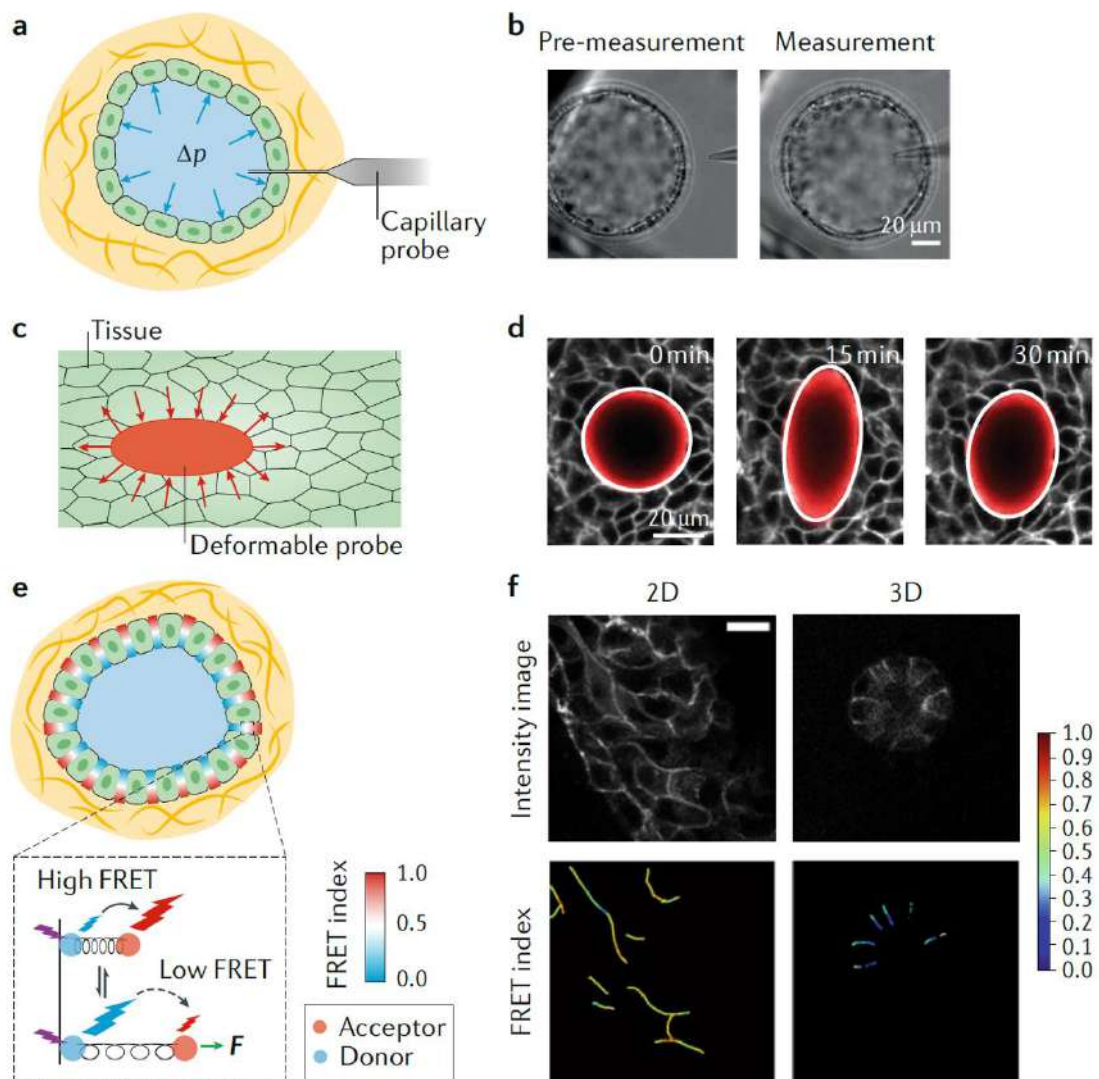 a
Δp
Capillary
probe
b
Pre-measurement
Measurement
20 μm
c
Tissue
Deformable probe
d
0 min
15 min
30 min
20 μm
e
High FRET
Low FRET
F
FRET index
1.0
0.5
0.0
Acceptor
Donor
f
2D
3D
Intensity image
FRET index
1.0
0.9
0.8
0.7
0.6
0.5
0.4
0.3
0.2
0.1
0.0